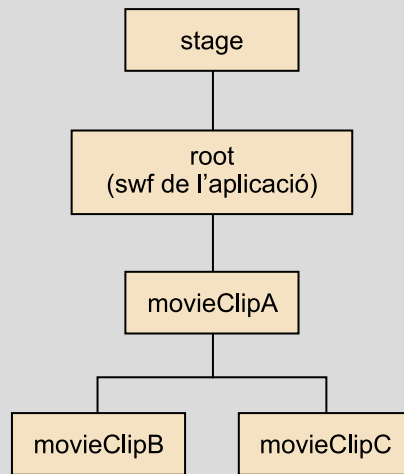 stage
root
(swf de l’aplicació)
movieClipA
movieClipB
movieClipC